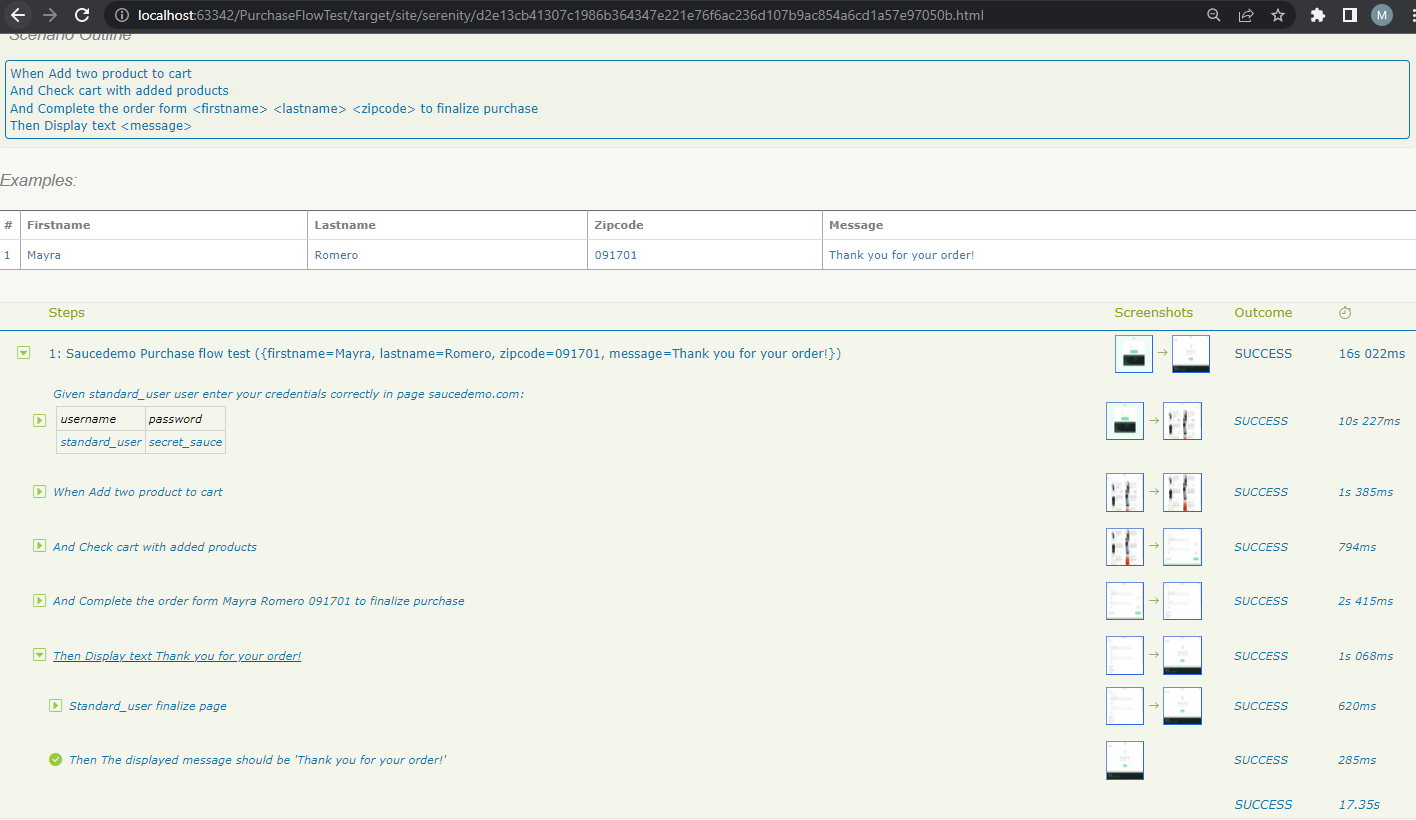 localhost:63342/PurchaseFlowTest/target/site/serenity/d2e13cb41307c1986b364347e221e76f6ac236d107b9ac854a6cd1a57e97050b.html
M
Scenario Outline
When Add two product to cart
And Check cart with added products
And Complete the order form <firstname> <lastname> <zipcode> to finalize purchase
Then Display text <message>
Examples:
# Firstname Lastname Zipcode Message
1 Mayra Romero 091701 Thank you for your order!
Steps Screenshots Outcome
1: Saucedemo Purchase flow test ({firstname=Mayra, lastname=Romero, zipcode=091701, message=Thank you for your order!}) SUCCESS 16s 022ms
Given standard_user user enter your credentials correctly in page saucedemo.com:
username password
standard_user secret_sauce
SUCCESS 10s 227ms
When Add two product to cart SUCCESS 1s 385ms
And Check cart with added products SUCCESS 794ms
And Complete the order form Mayra Romero 091701 to finalize purchase SUCCESS 2s 415ms
Then Display text Thank you for your order! SUCCESS 1s 068ms
Standard_user finalize page SUCCESS 620ms
Then The displayed message should be 'Thank you for your order!' SUCCESS 285ms
SUCCESS 17.35s